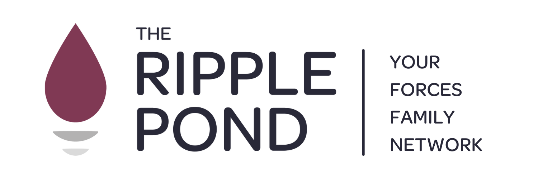 THE
RIPPLE
POND
YOUR
FORCES
FAMILY
NETWORK